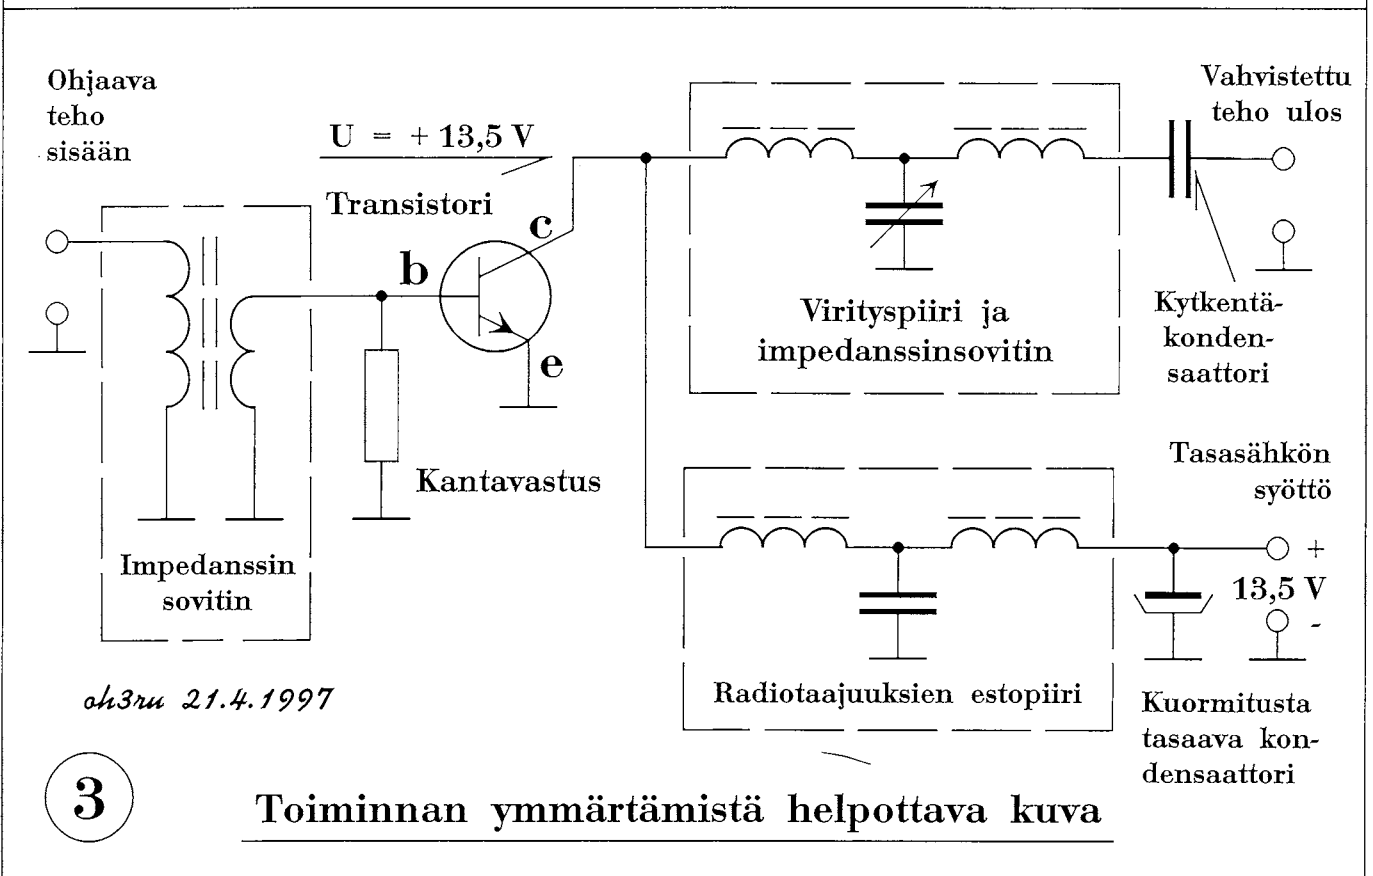 Ohjaava
teho
sisään
U = + 13,5 V
Transistori
c
b
e
Kantavastus
Impedanssin
sovitin
Virityspiiri ja
impedanssinsovitin
Vahvistettu
teho ulos
Kytkentä-
konden-
saattori
Tasasähkön
syöttö
+
13,5 V
-
Radiotaajuuksien estopiiri
Kuormitusta
tasaava kon-
densaattori
oh3ru 21.4.1997
3
Toiminnan ymmärtämistä helpottava kuva